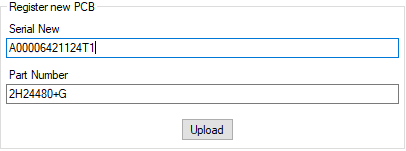 Register new PCB
Serial New
A00006421124T1
Part Number
2H24480+G
Upload